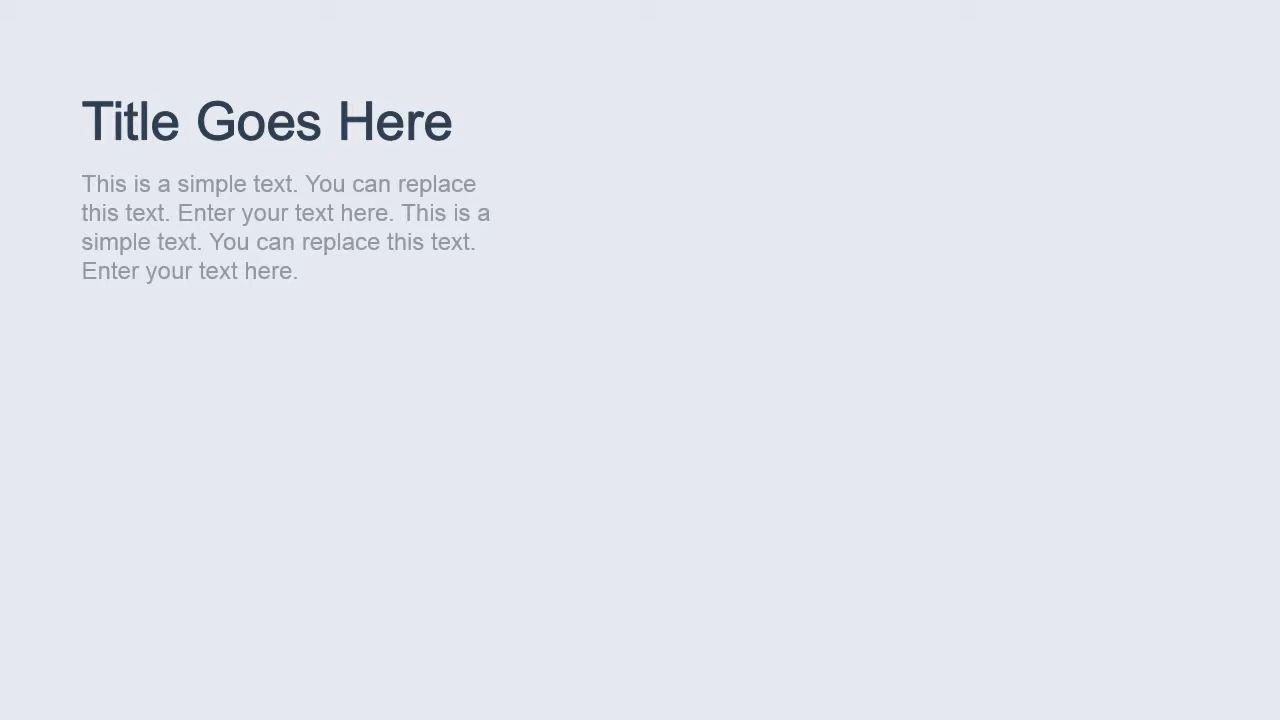 Title Goes Here
This is a simple text. You can replace
this text. Enter your text here. This is a
simple text. You can replace this text.
Enter your text here.